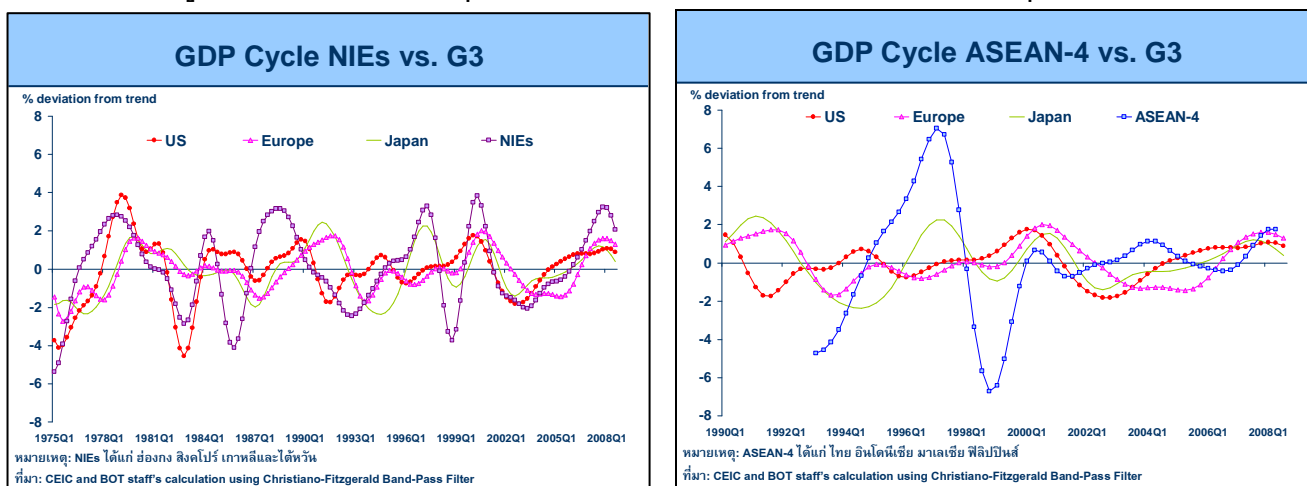 GDP Cycle NIEs vs. G3
% deviation from trend
8
6
4
2
0
-2
-4
-6
-8
US Europe Japan NIEs
1975Q1 1978Q1 1981Q1 1984Q1 1987Q1 1990Q1 1993Q1 1996Q1 1999Q1 2002Q1 2005Q1 2008Q1
หมายเหตุ: NIEs ได้แก่ ฮ่องกง สิงคโปร์ เกาหลีและไต้หวัน
ที่มา: CEIC and BOT staff's calculation using Christiano-Fitzgerald Band-Pass Filter
GDP Cycle ASEAN-4 vs. G3
% deviation from trend
8
6
4
2
0
-2
-4
-6
-8
US Europe Japan ASEAN-4
1990Q1 1992Q1 1994Q1 1996Q1 1998Q1 2000Q1 2002Q1 2004Q1 2006Q1 2008Q1
หมายเหตุ: ASEAN-4 ได้แก่ ไทย อินโดนีเซีย มาเลเซีย ฟิลิปปินส์
ที่มา: CEIC and BOT staff's calculation using Christiano-Fitzgerald Band-Pass Filter